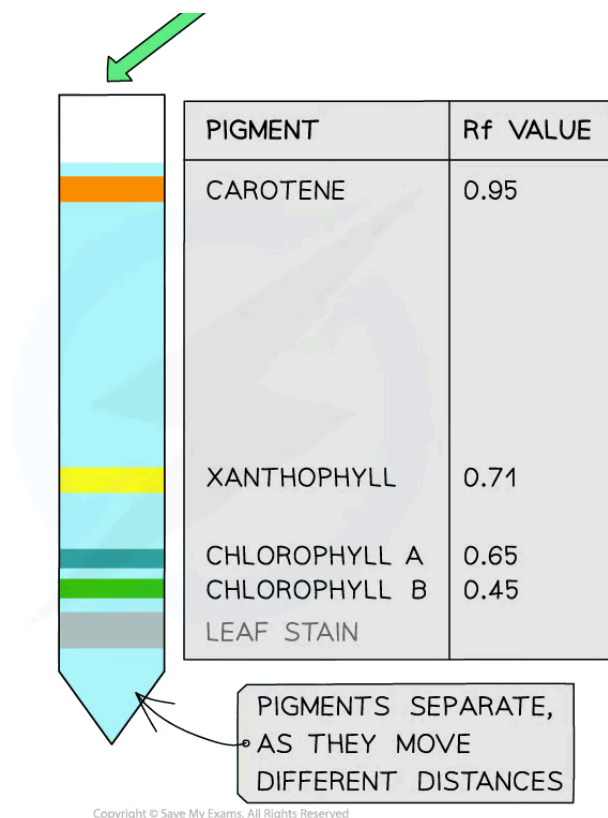 PIGMENT Rf VALUE
CAROTENE 0.95
XANTHOPHYLL 0.71
CHLOROPHYLL A 0.65
CHLOROPHYLL B 0.45
LEAF STAIN
PIGMENTS SEPARATE,
AS THEY MOVE
DIFFERENT DISTANCES
Copyright © Save My Exams. All Rights Reserved